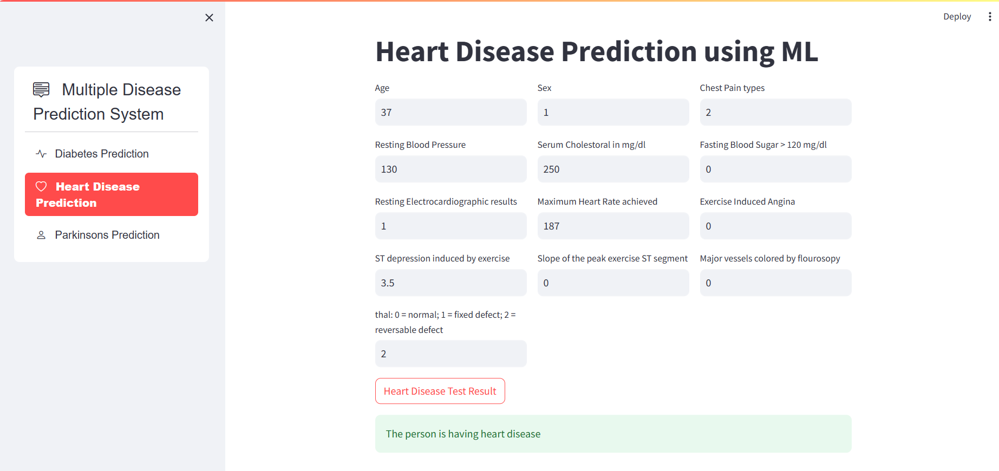 Deploy
Multiple Disease
Prediction System
Diabetes Prediction
Heart Disease
Prediction
Parkinsons Prediction
Heart Disease Prediction using ML
Age
37
Sex
1
Chest Pain types
2
Resting Blood Pressure
130
Serum Cholestoral in mg/dl
250
Fasting Blood Sugar > 120 mg/dl
0
Resting Electrocardiographic results
1
Maximum Heart Rate achieved
187
Exercise Induced Angina
0
ST depression induced by exercise
3.5
Slope of the peak exercise ST segment
0
Major vessels colored by flourosopy
0
thal: 0 = normal; 1 = fixed defect; 2 =
reversable defect
2
Heart Disease Test Result
The person is having heart disease